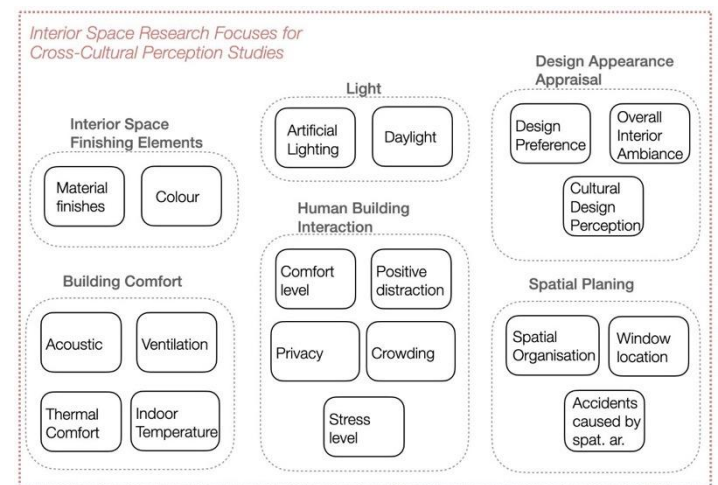 Interior Space Research Focuses for
Cross-Cultural Perception Studies
Interior Space
Finishing Elements
Material
finishes
Colour
Light
Artificial
Lighting
Daylight
Design Appearance
Appraisal
Design
Preference
Overall
Interior
Ambiance
Cultural
Design
Perception
Building Comfort
Acoustic
Ventilation
Thermal
Comfort
Indoor
Temperature
Human Building
Interaction
Comfort
level
Positive
distraction
Privacy
Crowding
Stress
level
Spatial Planing
Spatial
Organisation
Window
location
Accidents
caused by
spat. ar.